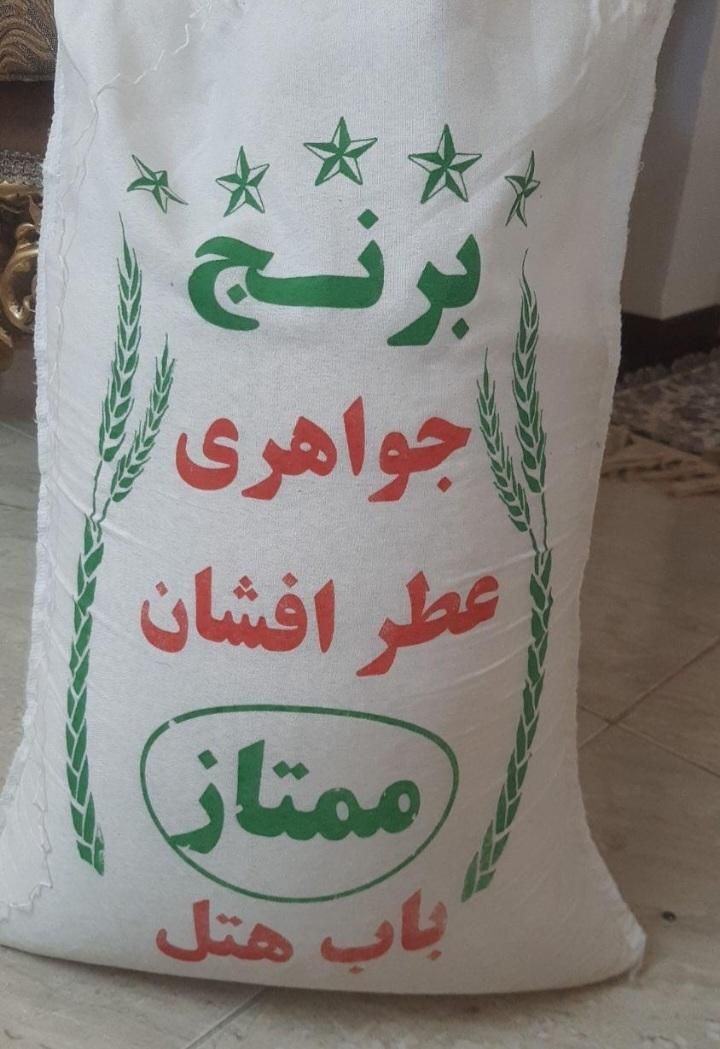 برنج
جواهری
عطر افشان
ممتاز
باب هتل